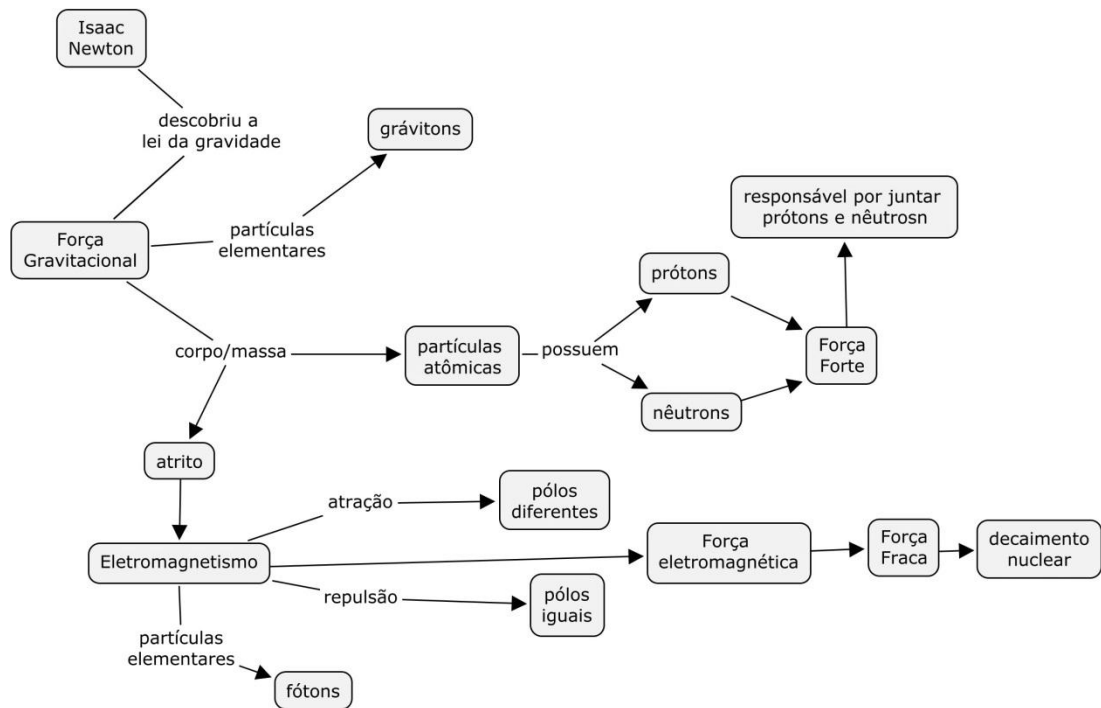 Isaac
Newton
descobriu a
lei da gravidade
grávitons
Força
Gravitacional
partículas
elementares
responsável por juntar
prótons e nêutrosn
prótons
corpo/massa
partículas
atômicas
possuem
Força
Forte
nêutrons
atrito
atração
pólos
diferentes
Eletromagnetismo
Força
eletromagnética
Força
Fraca
decaimento
nuclear
repulsão
pólos
iguais
partículas
elementares
fótons